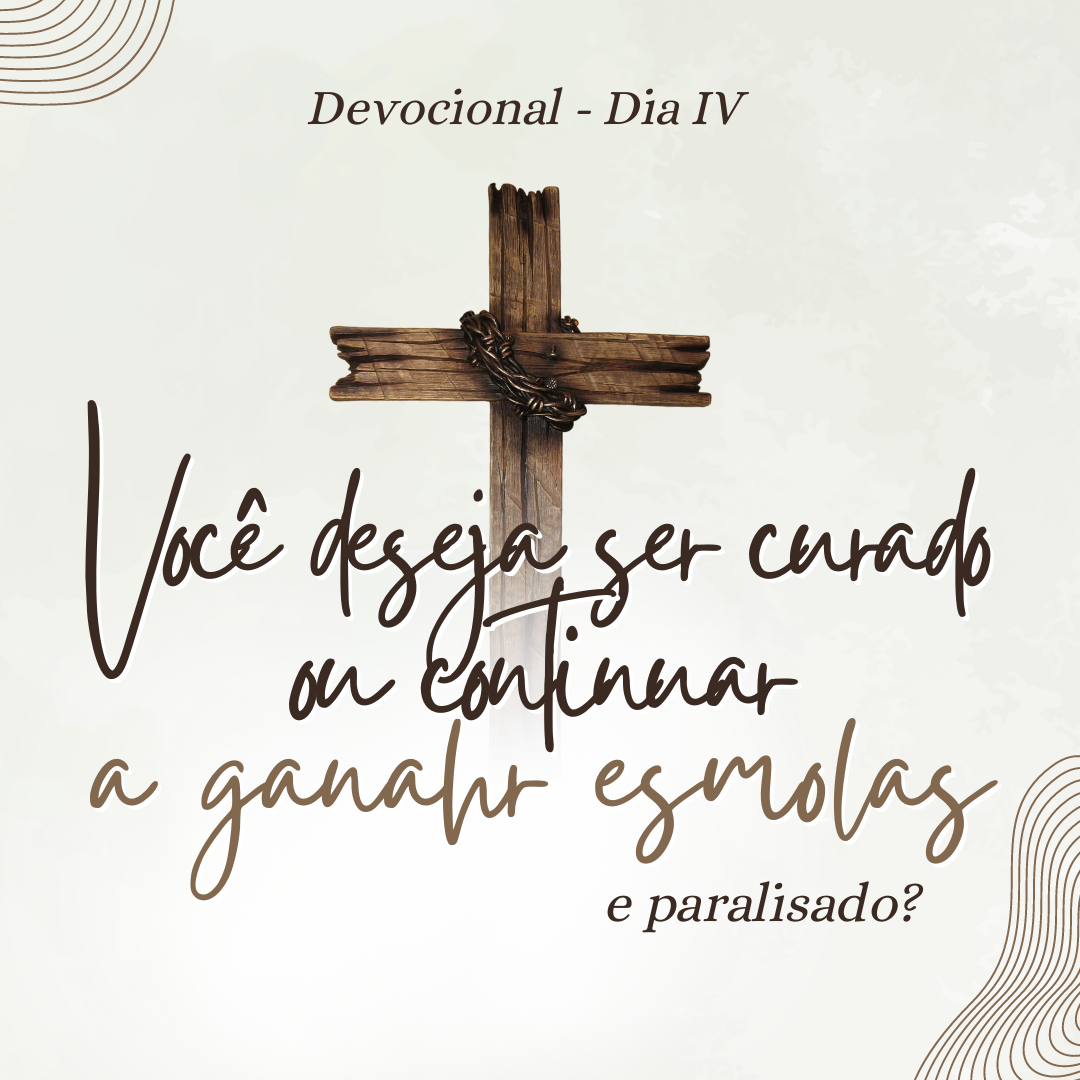 Devocional - Dia IV
Você deseja ser curado
ou continuar
a ganahr esmolas
e paralisado?